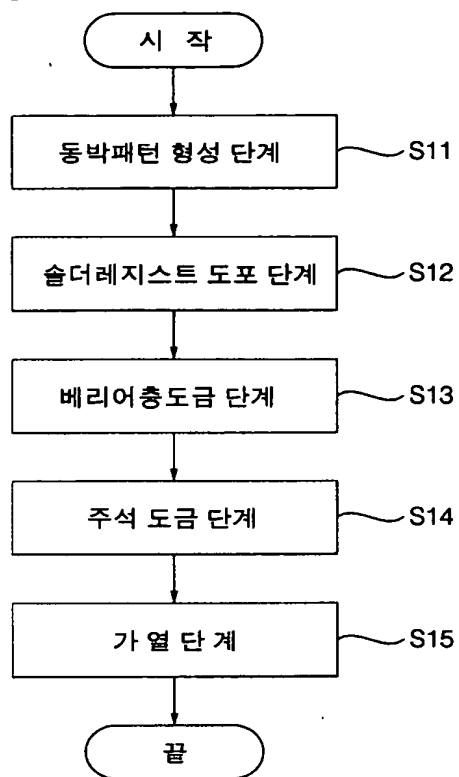 시 작
동박패턴 형성 단계 S11
솔더레지스트 도포 단계 S12
베리어층도금 단계 S13
주석 도금 단계 S14
가 열 단 계 S15
끝